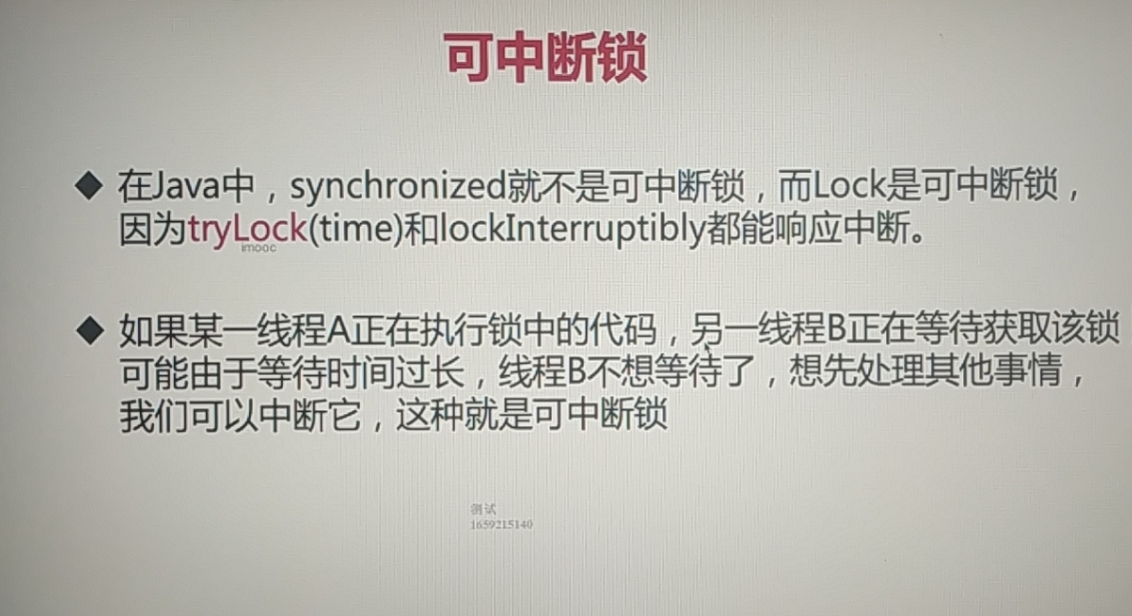 可中断锁
◆ 在Java中，synchronized就不是可中断锁，而Lock是可中断锁，
因为tryLock(time)和lockInterruptibly都能响应中断。
imooc
◆ 如果某一线程A正在执行锁中的代码，另一线程B正在等待获取该锁
可能由于等待时间过长，线程B不想等待了，想先处理其他事情，
我们可以中断它，这种就是可中断锁
测试
1659215140